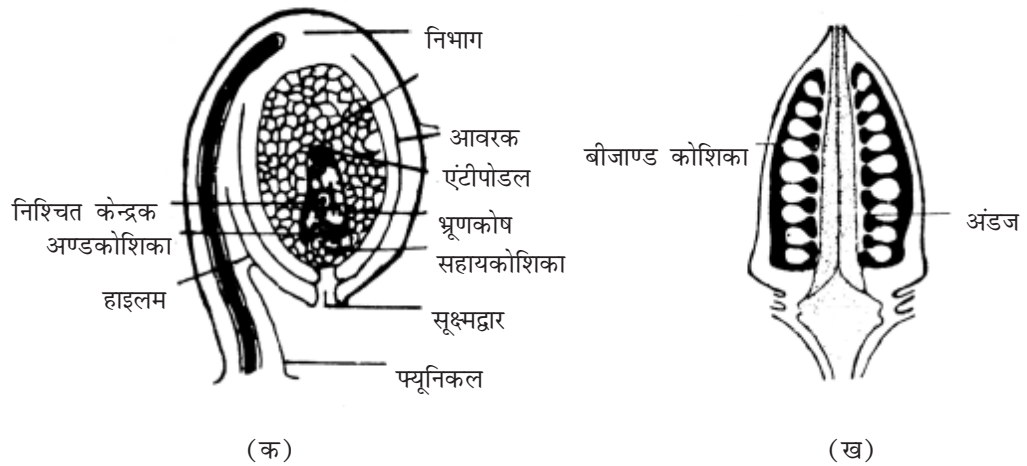 निभाग
आवरक
एंटीपोडल
निश्चित केन्द्रक
भ्रूणकोष
अण्डकोशिका
सहायकोशिका
हाइलम
सूक्ष्मद्वार
फ्यूनिकल
(क)
बीजाण्ड कोशिका
अंडज
(ख)